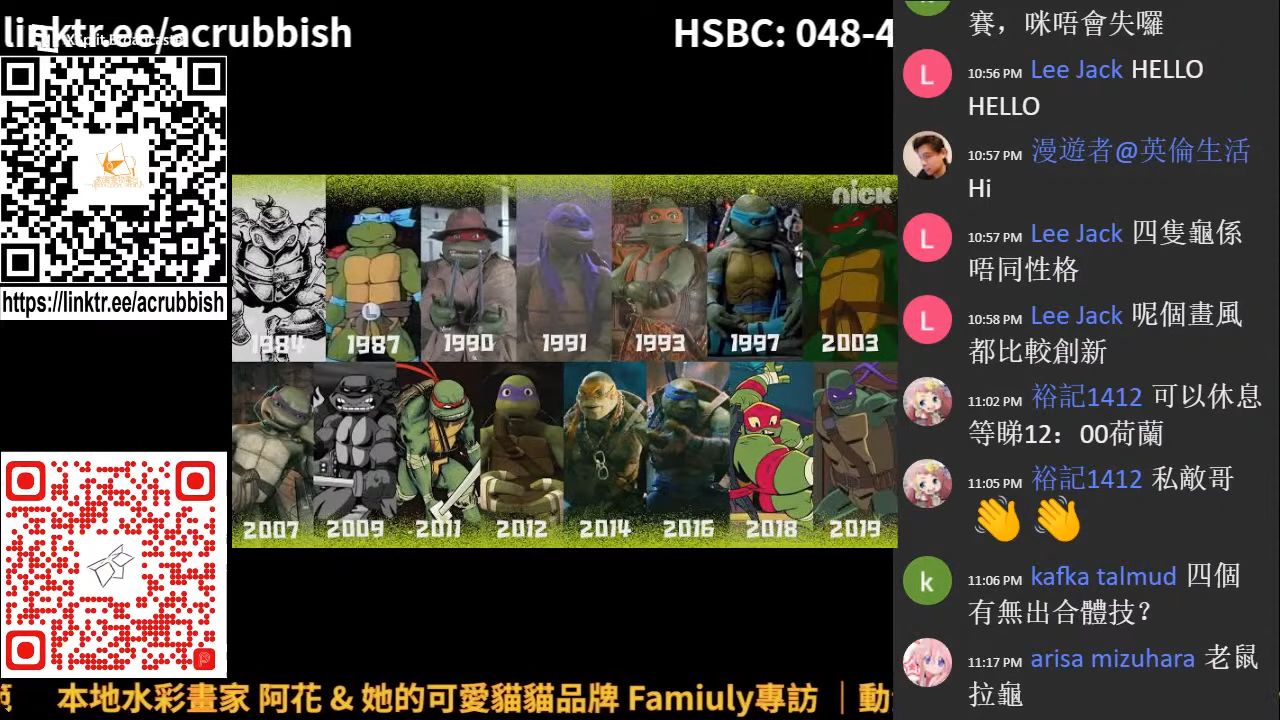 linktr.ee/acrubbish
HSBC: 048-4
XSplit Broadcaster
https://linktr.ee/acrubbish
nick
1984 1987 1990 1991 1993 1997 2003
2007 2009 2011 2012 2014 2016 2018 2019
本地水彩畫家 阿花 & 她的可愛貓貓品牌 Famiuly專訪 ｜動
賽，咪唔會失囉
10:56 PM Lee Jack HELLO
HELLO
10:57 PM 漫遊者@英倫生活
Hi
10:57 PM Lee Jack 四隻龜係
唔同性格
10:58 PM Lee Jack 呢個畫風
都比較創新
11:02 PM 裕記1412 可以休息
等睇12：00荷蘭
11:05 PM 裕記1412 私敵哥
👋 👋
11:06 PM kafka talmud 四個
有無出合體技?
11:17 PM arisa mizuhara 老鼠
拉龜